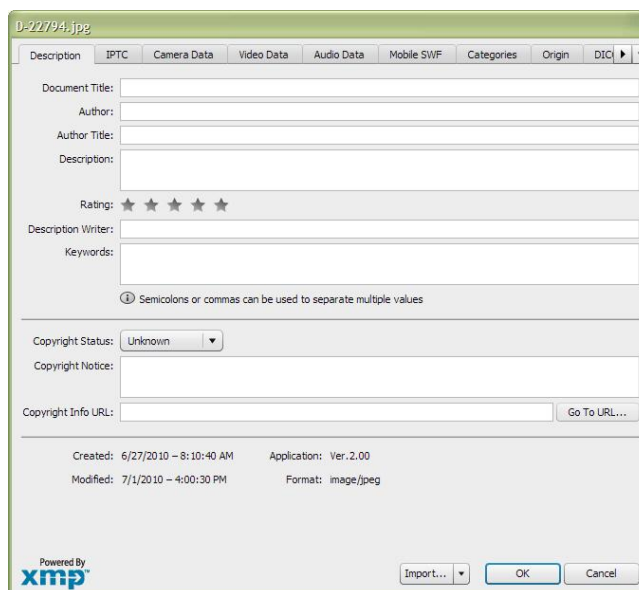 D-22794.jpg
Description IPTC Camera Data Video Data Audio Data Mobile SWF Categories Origin
Document Title:
Author:
Author Title:
Description:
Rating:
Description Writer:
Keywords:
Semicolons or commas can be used to separate multiple values
Copyright Status: Unknown
Copyright Notice:
Copyright Info URL: Go To URL...
Created: 6/27/2010 – 8:10:40 AM Application: Ver.2.00
Modified: 7/1/2010 – 4:00:30 PM Format: image/jpeg
Powered By
xmp™ Import... OK Cancel